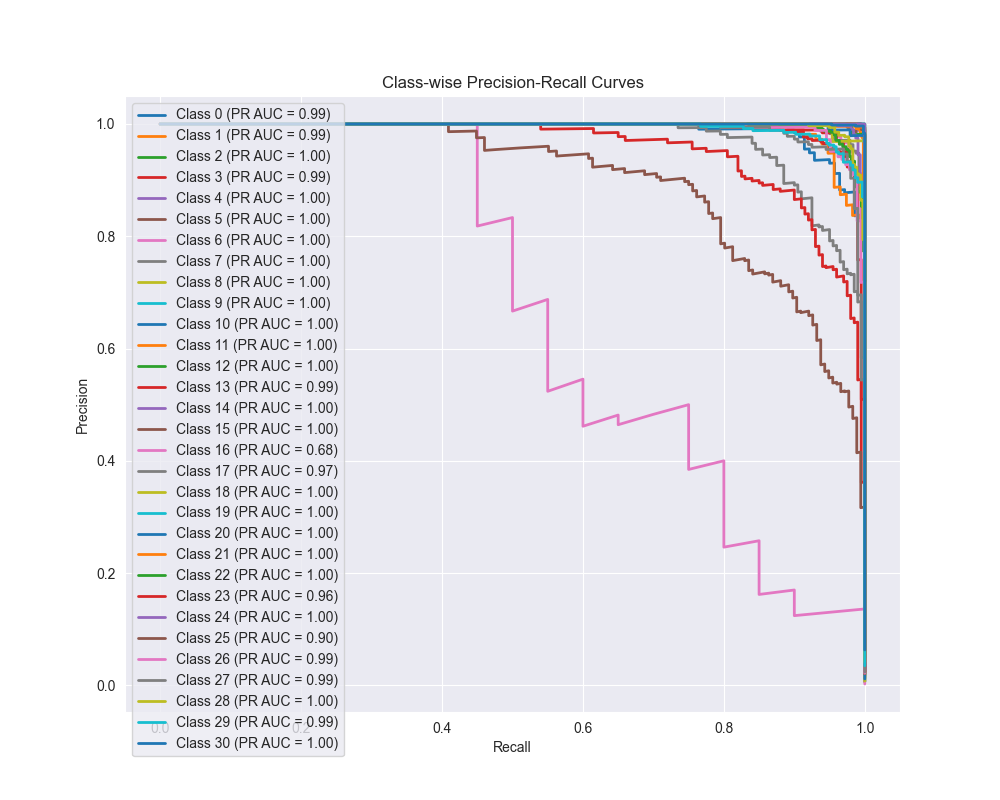 Class-wise Precision-Recall Curves
1.0
0.8
0.6
0.4
0.2
0.0
Precision
Class 0 (PR AUC = 0.99)
Class 1 (PR AUC = 0.99)
Class 2 (PR AUC = 1.00)
Class 3 (PR AUC = 0.99)
Class 4 (PR AUC = 1.00)
Class 5 (PR AUC = 1.00)
Class 6 (PR AUC = 1.00)
Class 7 (PR AUC = 1.00)
Class 8 (PR AUC = 1.00)
Class 9 (PR AUC = 1.00)
Class 10 (PR AUC = 1.00)
Class 11 (PR AUC = 1.00)
Class 12 (PR AUC = 1.00)
Class 13 (PR AUC = 0.99)
Class 14 (PR AUC = 1.00)
Class 15 (PR AUC = 1.00)
Class 16 (PR AUC = 0.68)
Class 17 (PR AUC = 0.97)
Class 18 (PR AUC = 1.00)
Class 19 (PR AUC = 1.00)
Class 20 (PR AUC = 1.00)
Class 21 (PR AUC = 1.00)
Class 22 (PR AUC = 1.00)
Class 23 (PR AUC = 0.96)
Class 24 (PR AUC = 1.00)
Class 25 (PR AUC = 0.90)
Class 26 (PR AUC = 0.99)
Class 27 (PR AUC = 0.99)
Class 28 (PR AUC = 1.00)
Class 29 (PR AUC = 0.99)
Class 30 (PR AUC = 1.00)
0.0 0.2 0.4 0.6 0.8 1.0
Recall